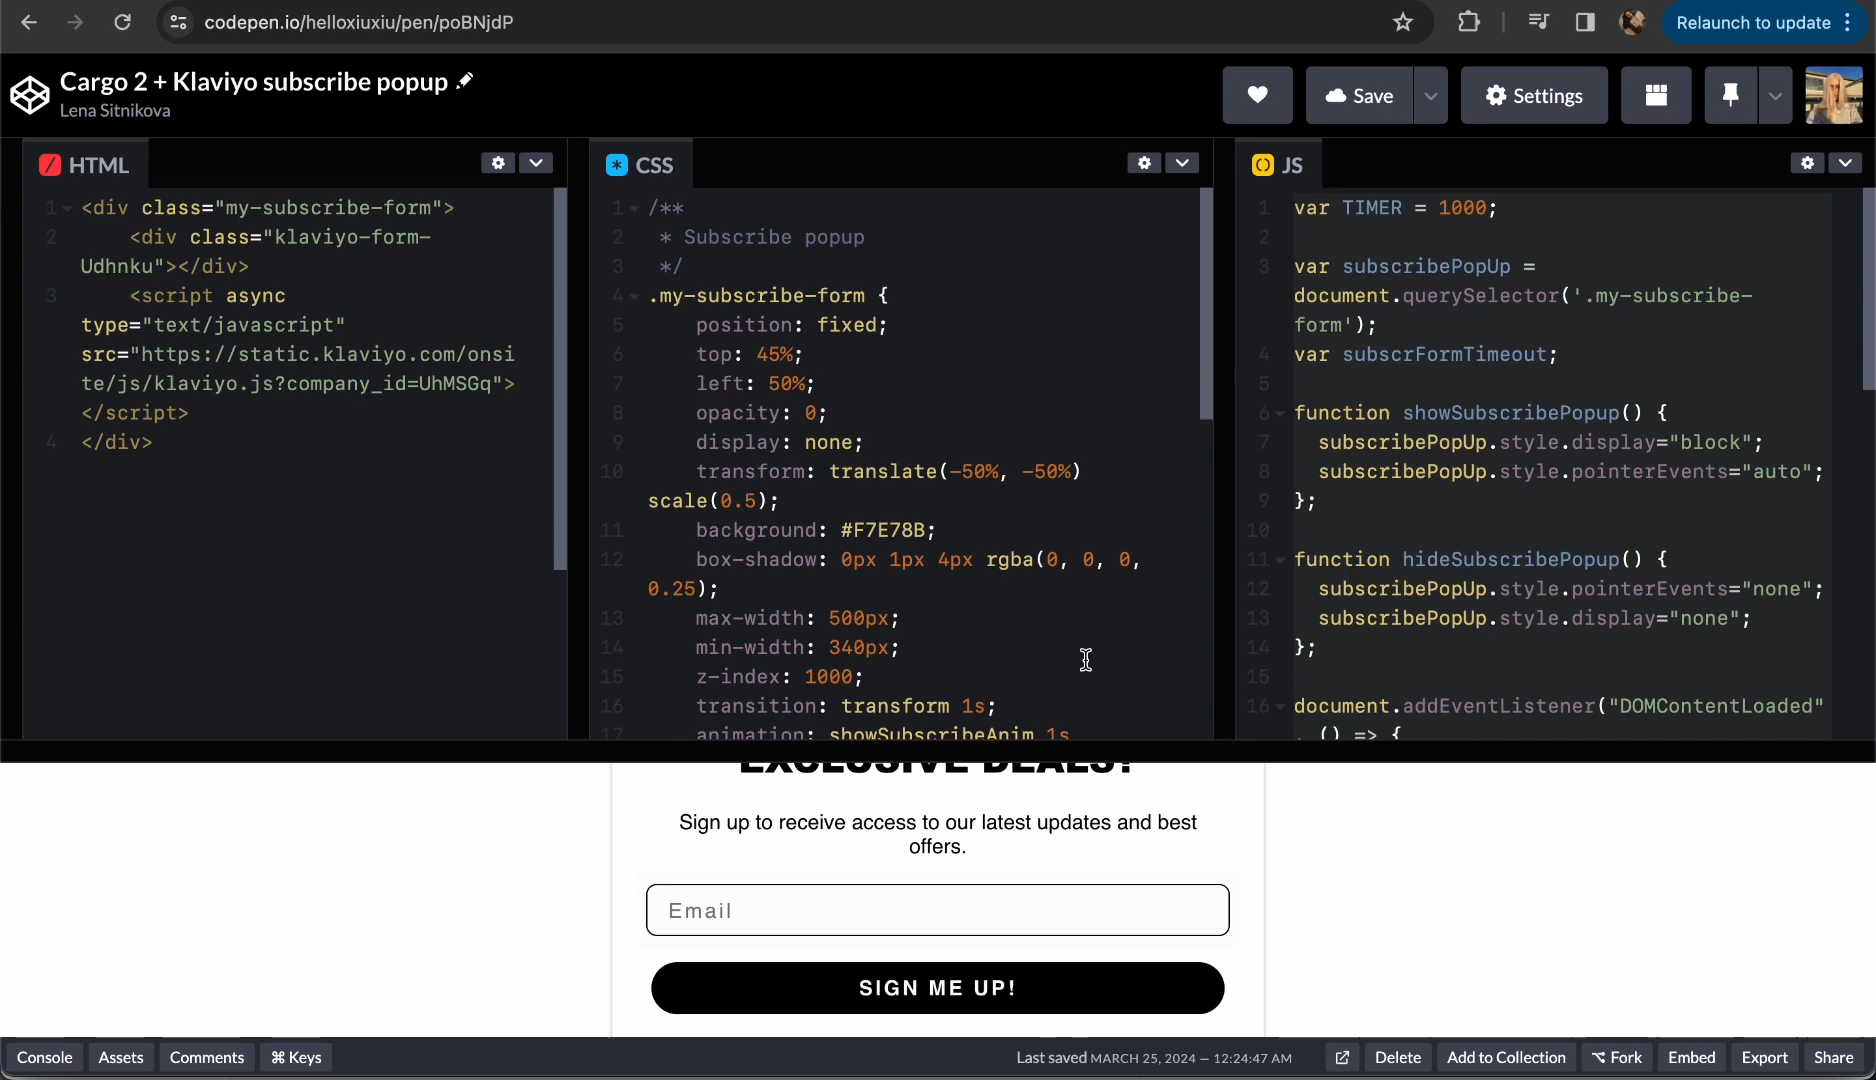 codepen.io/helloxiuxiu/pen/poBNjdP
Relaunch to update
Cargo 2 + Klaviyo subscribe popup
Lena Sitnikova
Save
Settings
HTML
1 <div class="my-subscribe-form">
2 <div class="klaviyo-form-
Udhnku"></div>
3 <script async
type="text/javascript"
src="https://static.klaviyo.com/onsi
te/js/klaviyo.js?company_id=UhMSGq">
</script>
4 </div>
CSS
1 /**
2 * Subscribe popup
3 */
4 .my-subscribe-form {
5 position: fixed;
6 top: 45%;
7 left: 50%;
8 opacity: 0;
9 display: none;
10 transform: translate(-50%, -50%)
scale(0.5);
11 background: #F7E78B;
12 box-shadow: 0px 1px 4px rgba(0, 0, 0,
0.25);
13 max-width: 500px;
14 min-width: 340px;
15 z-index: 1000;
16 transition: transform 1s;
17 animation: showSubscribeAnim 1s
JS
1 var TIMER = 1000;
2
3 var subscribePopUp =
document.querySelector('.my-subscribe-
form');
4 var subscrFormTimeout;
5
6 function showSubscribePopup() {
7 subscribePopUp.style.display="block";
8 subscribePopUp.style.pointerEvents="auto";
9 };
10
11 function hideSubscribePopup() {
12 subscribePopUp.style.pointerEvents="none";
13 subscribePopUp.style.display="none";
14 };
15
16 document.addEventListener("DOMContentLoaded"
, () => {
EXCLUSIVE DEALS?
Sign up to receive access to our latest updates and best
offers.
Email
SIGN ME UP!
Console
Assets
Comments
⌘ Keys
Last saved MARCH 25, 2024 — 12:24:47 AM
Delete
Add to Collection
⌥ Fork
Embed
Export
Share